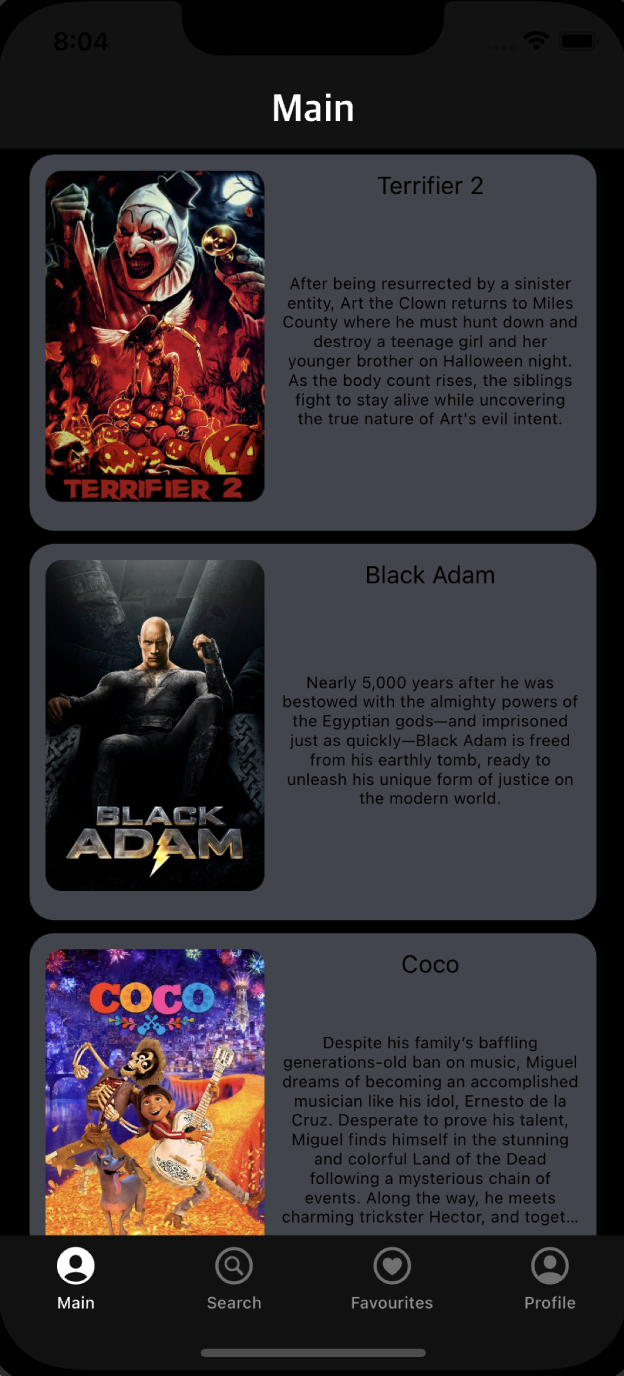 8:04
Main
Terrifier 2
TERRIFIER 2
After being resurrected by a sinister
entity, Art the Clown returns to Miles
County where he must hunt down and
destroy a teenage girl and her
younger brother on Halloween night.
As the body count rises, the siblings
fight to stay alive while uncovering
the true nature of Art's evil intent.
Black Adam
BLACK
ADAM
Nearly 5,000 years after he was
bestowed with the almighty powers of
the Egyptian gods—and imprisoned
just as quickly—Black Adam is freed
from his earthly tomb, ready to
unleash his unique form of justice on
the modern world.
Coco
COCO
Despite his family’s baffling
generations-old ban on music, Miguel
dreams of becoming an accomplished
musician like his idol, Ernesto de la
Cruz. Desperate to prove his talent,
Miguel finds himself in the stunning
and colorful Land of the Dead
following a mysterious chain of
events. Along the way, he meets
charming trickster Hector, and toget...
Main
Search
Favourites
Profile